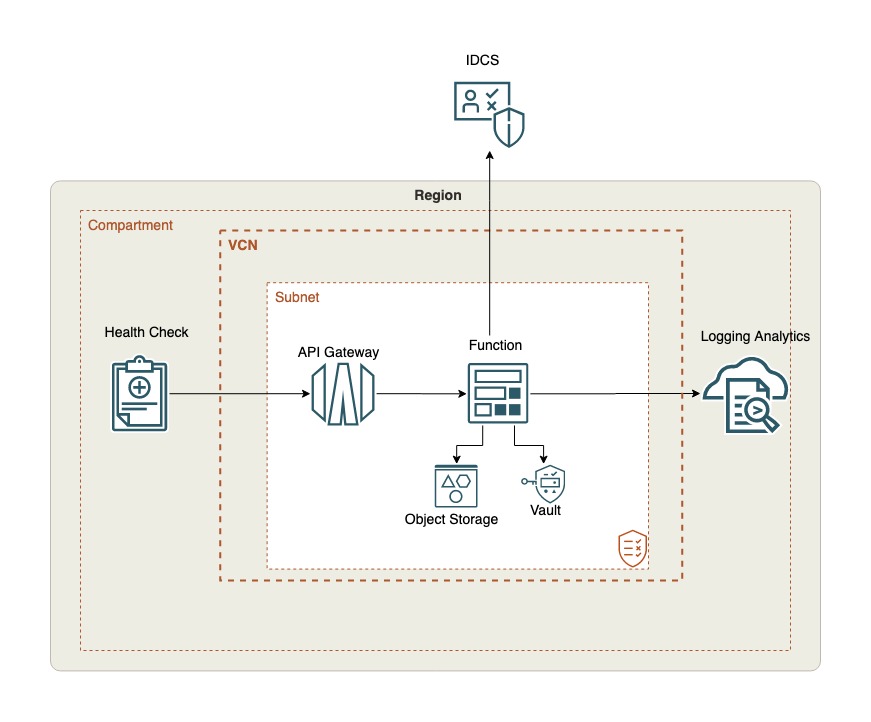 IDCS
Region
Compartment
VCN
Subnet
Health Check
API Gateway
Function
Logging Analytics
Object Storage
Vault